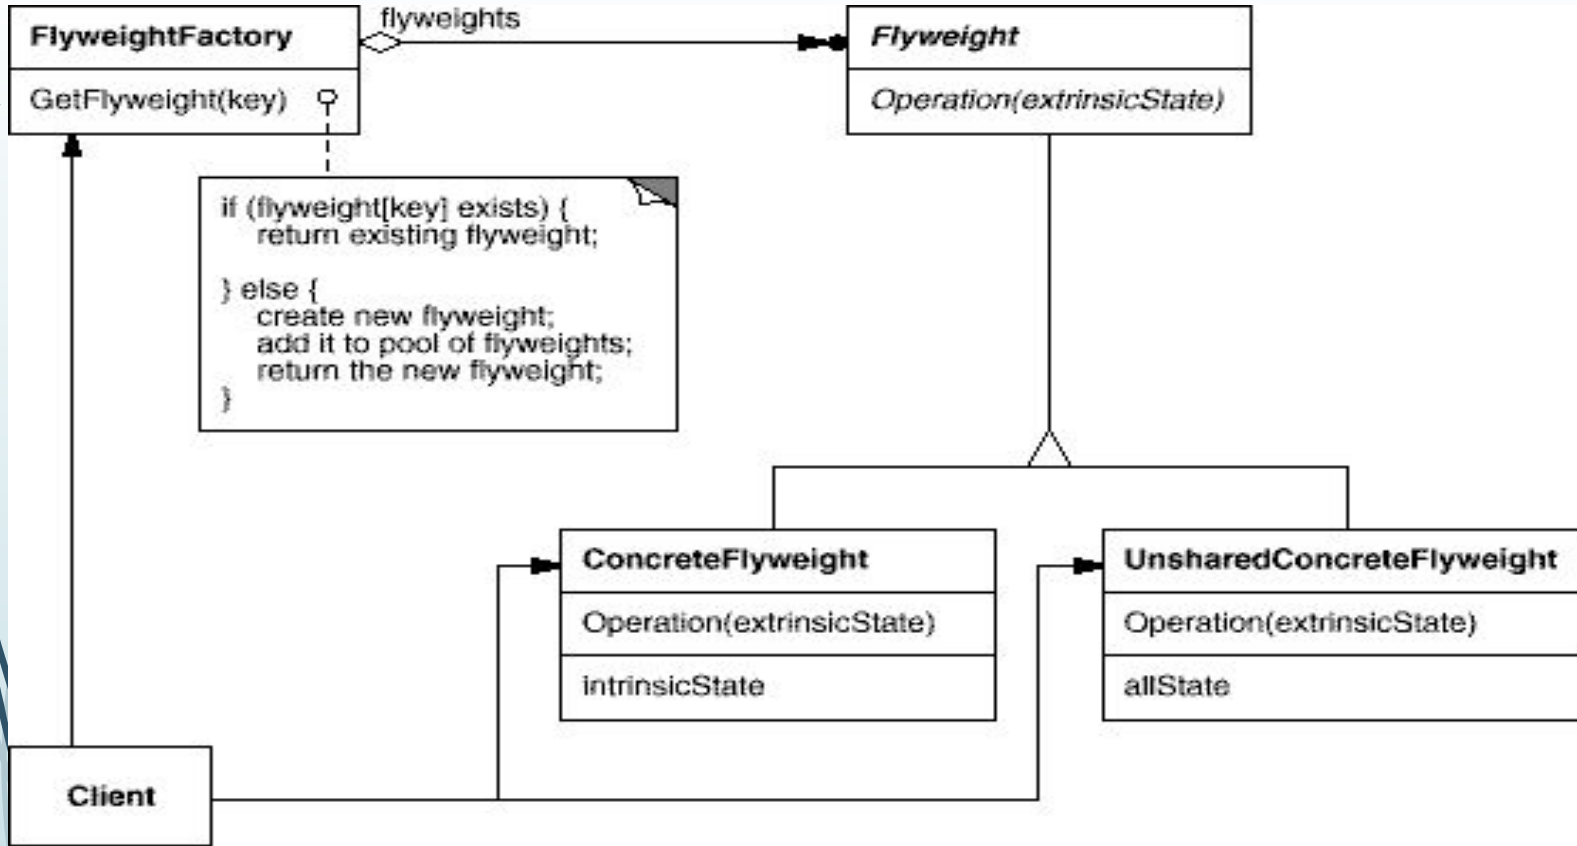 FlyweightFactory
GetFlyweight(key)
flyweights
Flyweight
Operation(extrinsicState)
if (flyweight[key] exists) {
return existing flyweight;
} else {
create new flyweight;
add it to pool of flyweights;
return the new flyweight;
}
ConcreteFlyweight
Operation(extrinsicState)
intrinsicState
UnsharedConcreteFlyweight
Operation(extrinsicState)
allState
Client